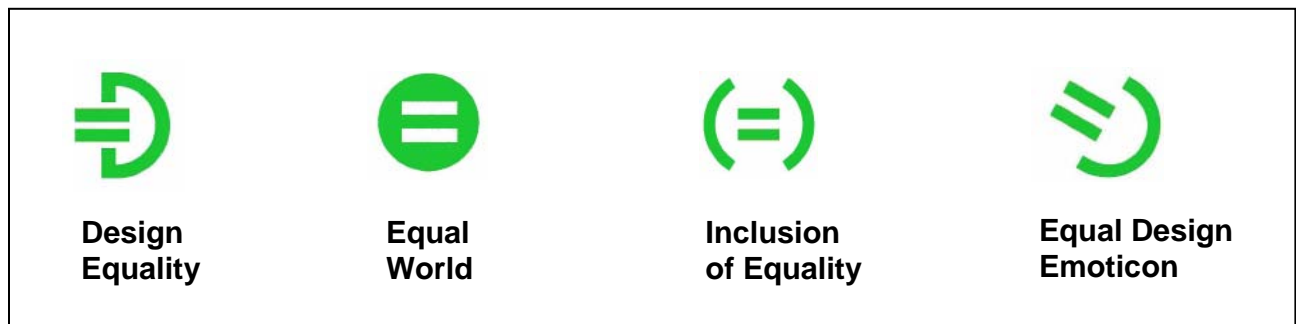 Design
Equality
Equal
World
Inclusion
of Equality
Equal Design
Emoticon